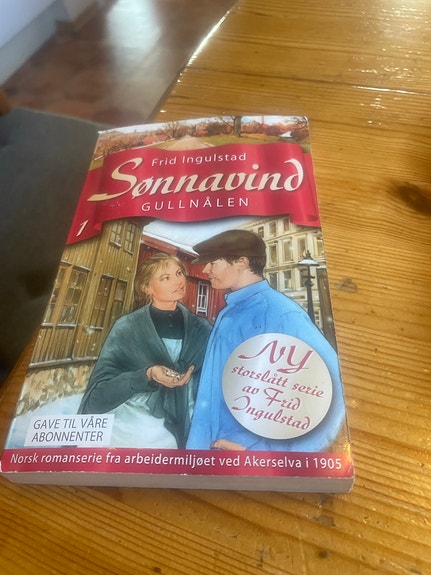 Frid Ingulstad
Sønnavind
GULLNÅLEN
1
NY
storslått serie
av Frid
Ingulstad
GAVE TIL VÅRE
ABONNENTER
Norsk romanserie fra arbeidermiljøet ved Akerselva i 1905